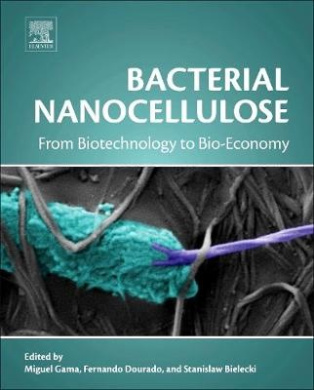 ELSEVIER
BACTERIAL
NANOCELLULOSE
From Biotechnology to Bio-Economy
Edited by
Miguel Gama, Fernando Dourado, and Stanislaw Bielecki